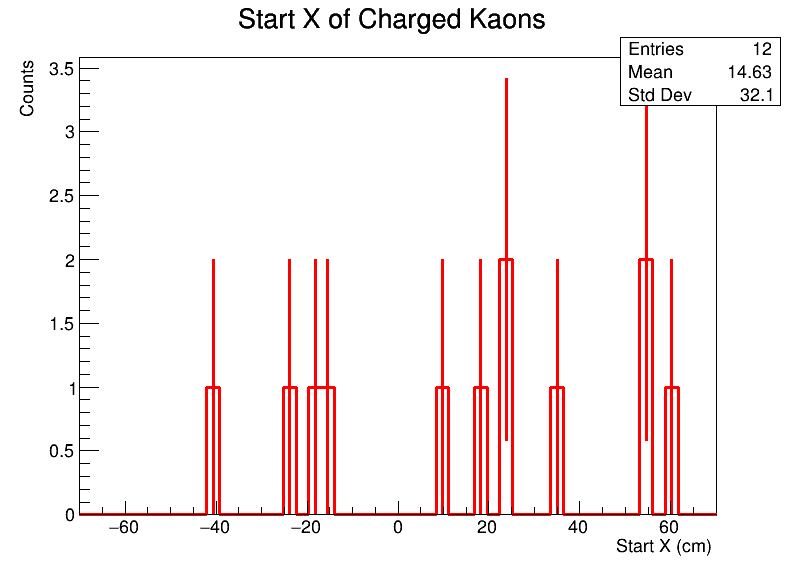 Start X of Charged Kaons
Entries 12
Mean 14.63
Std Dev 32.1
Counts
3.5
3
2.5
2
1.5
1
0.5
0
−60 −40 −20 0 20 40 60
Start X (cm)